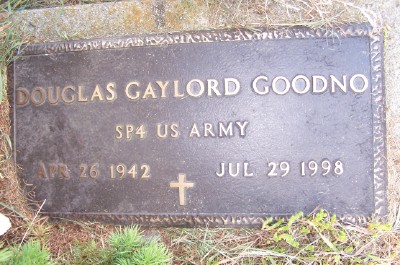 DOUGLAS GAYLORD GOODNO
SP4 US ARMY
APR 26 1942 JUL 29 1998